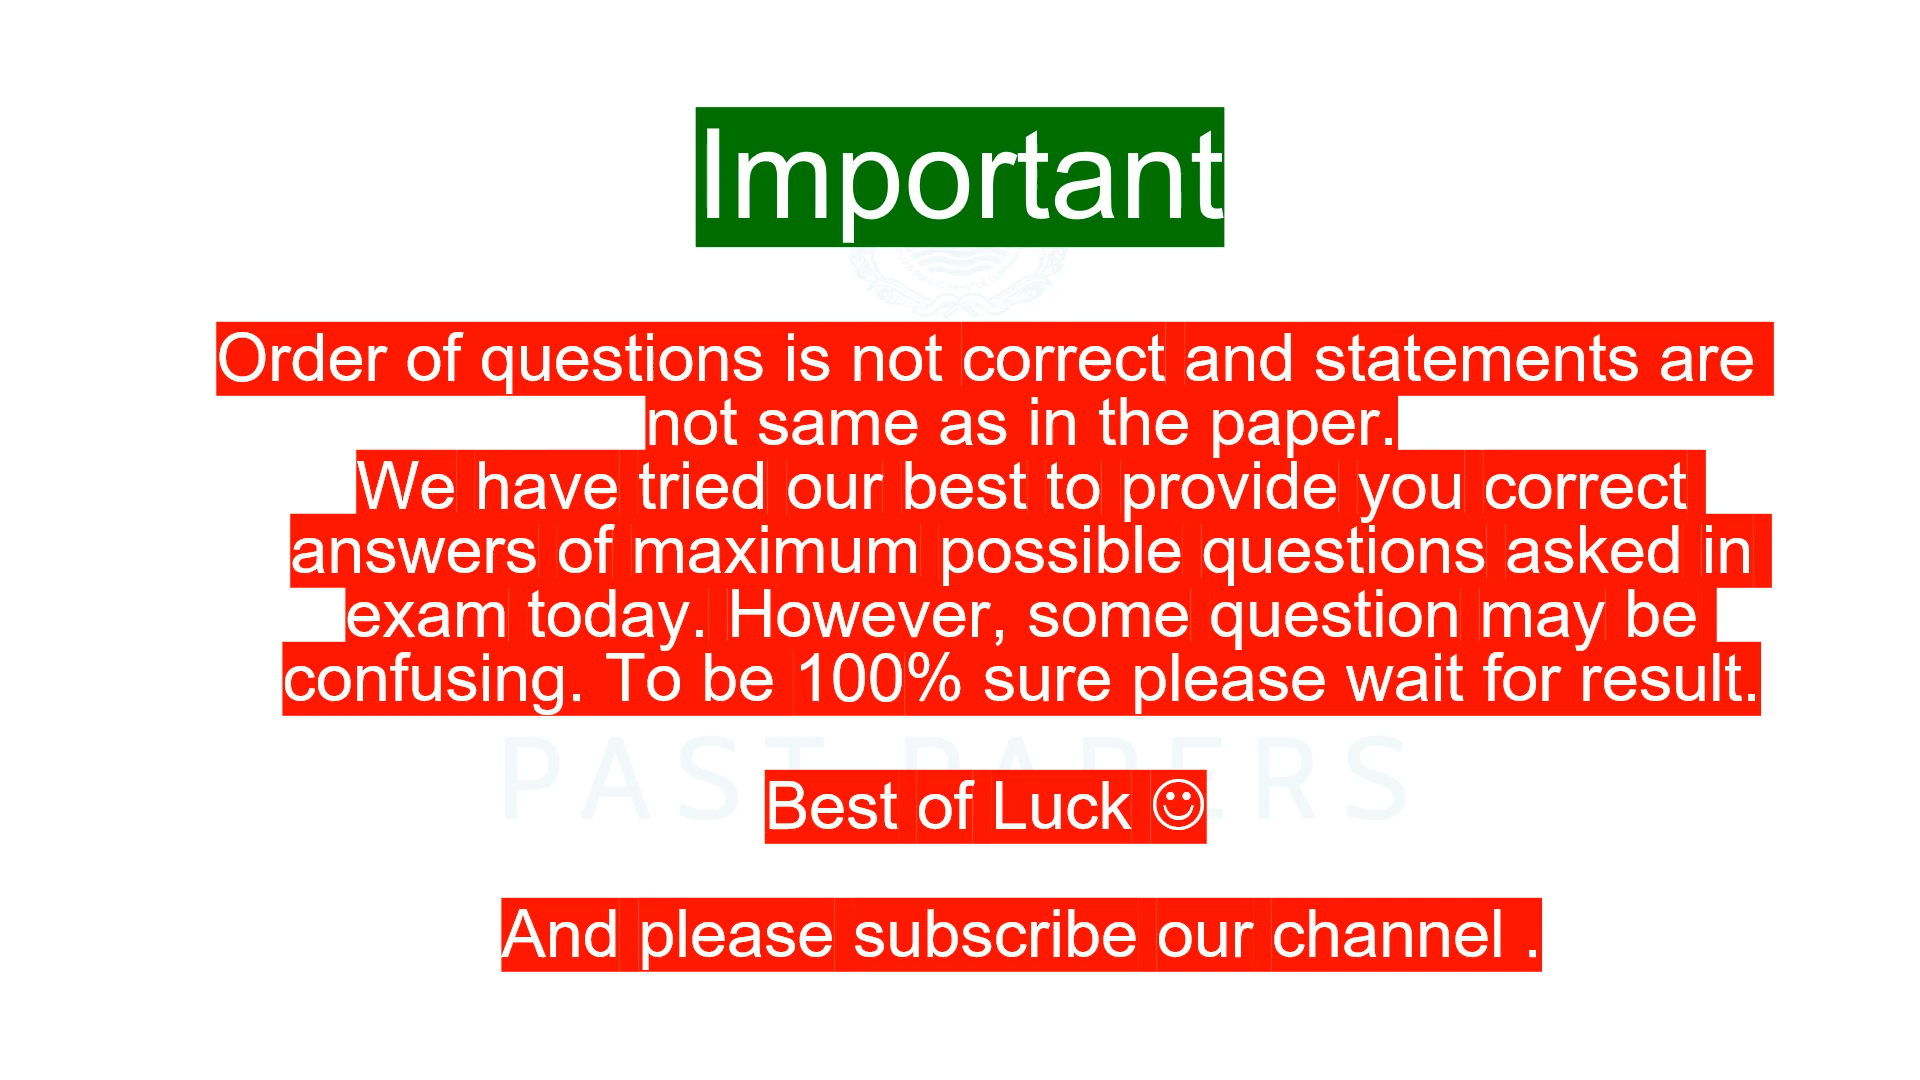 Important
Order of questions is not correct and statements are
not same as in the paper.
We have tried our best to provide you correct
answers of maximum possible questions asked in
exam today. However, some question may be
confusing. To be 100% sure please wait for result.
PAST PAPERS
Best of Luck ☺
And please subscribe our channel .